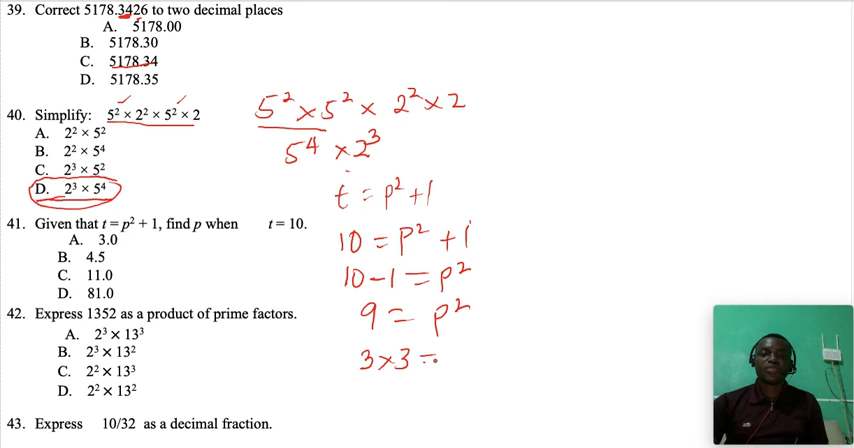 39. Correct 5178.3426 to two decimal places
A. 5178.00
B. 5178.30
C. 5178.34
D. 5178.35
40. Simplify: 5² × 2² × 5² × 2
A. 2² × 5²
B. 2² × 5⁴
C. 2³ × 5²
D. 2³ × 5⁴
5² × 5² × 2² × 2
5⁴ × 2³
41. Given that t = p² + 1, find p when t = 10.
A. 3.0
B. 4.5
C. 11.0
D. 81.0
t = p² + 1
10 = p² + 1
10 - 1 = p²
9 = p²
3 × 3 =
42. Express 1352 as a product of prime factors.
A. 2³ × 13³
B. 2³ × 13²
C. 2² × 13³
D. 2² × 13²
43. Express 10/32 as a decimal fraction.